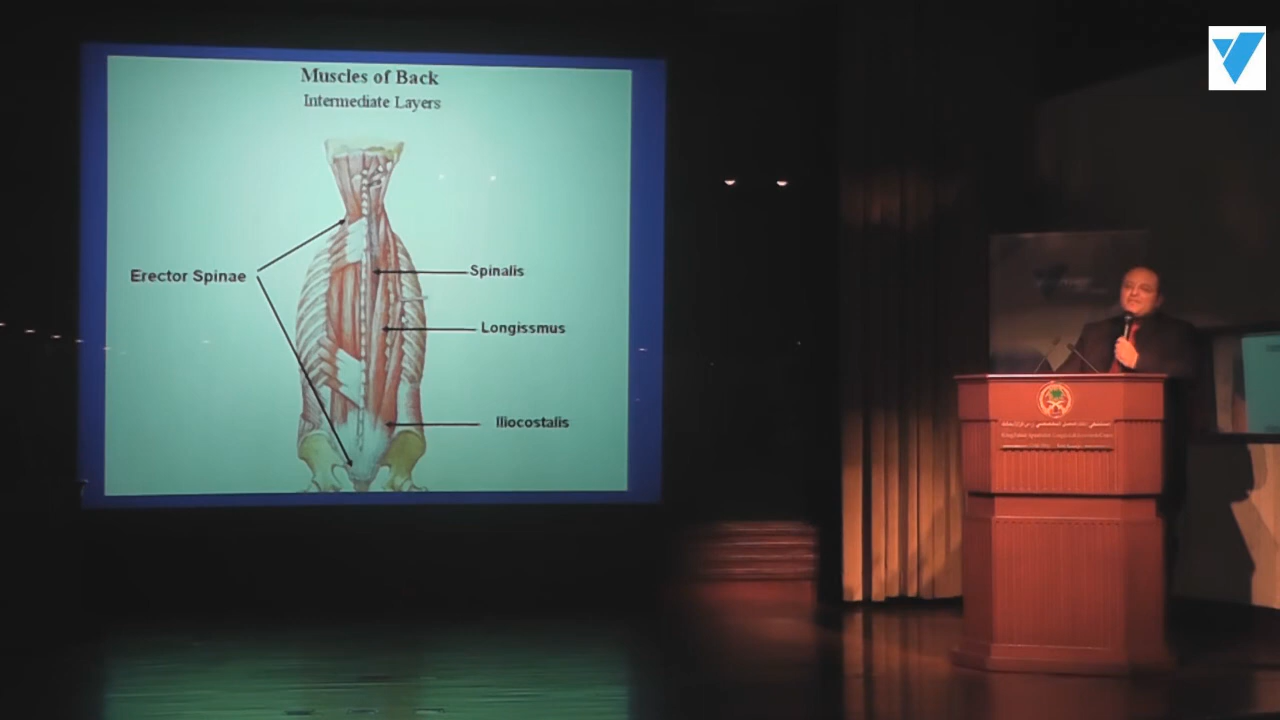 Muscles of Back
Intermediate Layers
Erector Spinae
Spinalis
Longissmus
Iliocostalis